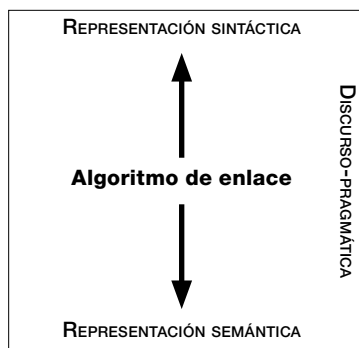 REPRESENTACIÓN SINTÁCTICA
Algoritmo de enlace
DISCURSO-PRAGMÁTICA
REPRESENTACIÓN SEMÁNTICA